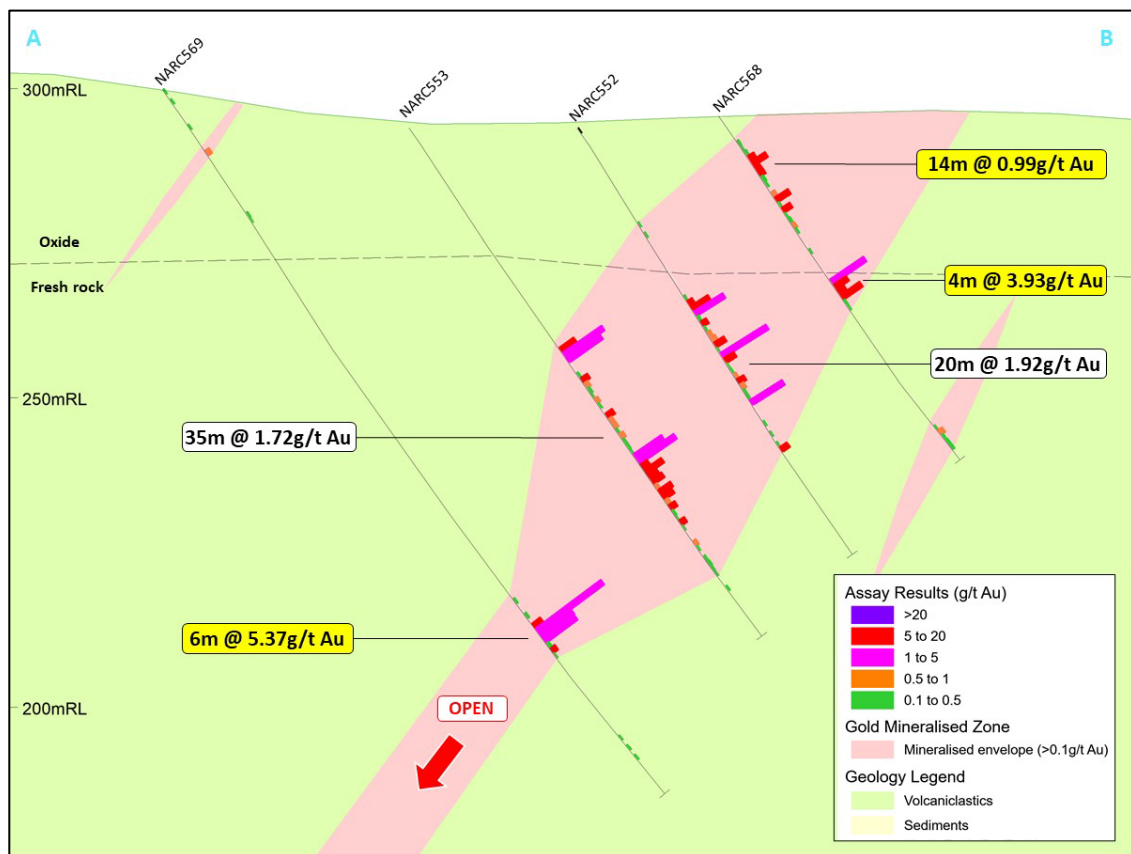 A
B
NARC569
NARC553
NARC552
NARC568
300mRL
14m @ 0.99g/t Au
Oxide
Fresh rock
4m @ 3.93g/t Au
20m @ 1.92g/t Au
250mRL
35m @ 1.72g/t Au
6m @ 5.37g/t Au
200mRL
OPEN
Assay Results (g/t Au)
>20
5 to 20
1 to 5
0.5 to 1
0.1 to 0.5
Gold Mineralised Zone
Mineralised envelope (>0.1g/t Au)
Geology Legend
Volcaniclastics
Sediments